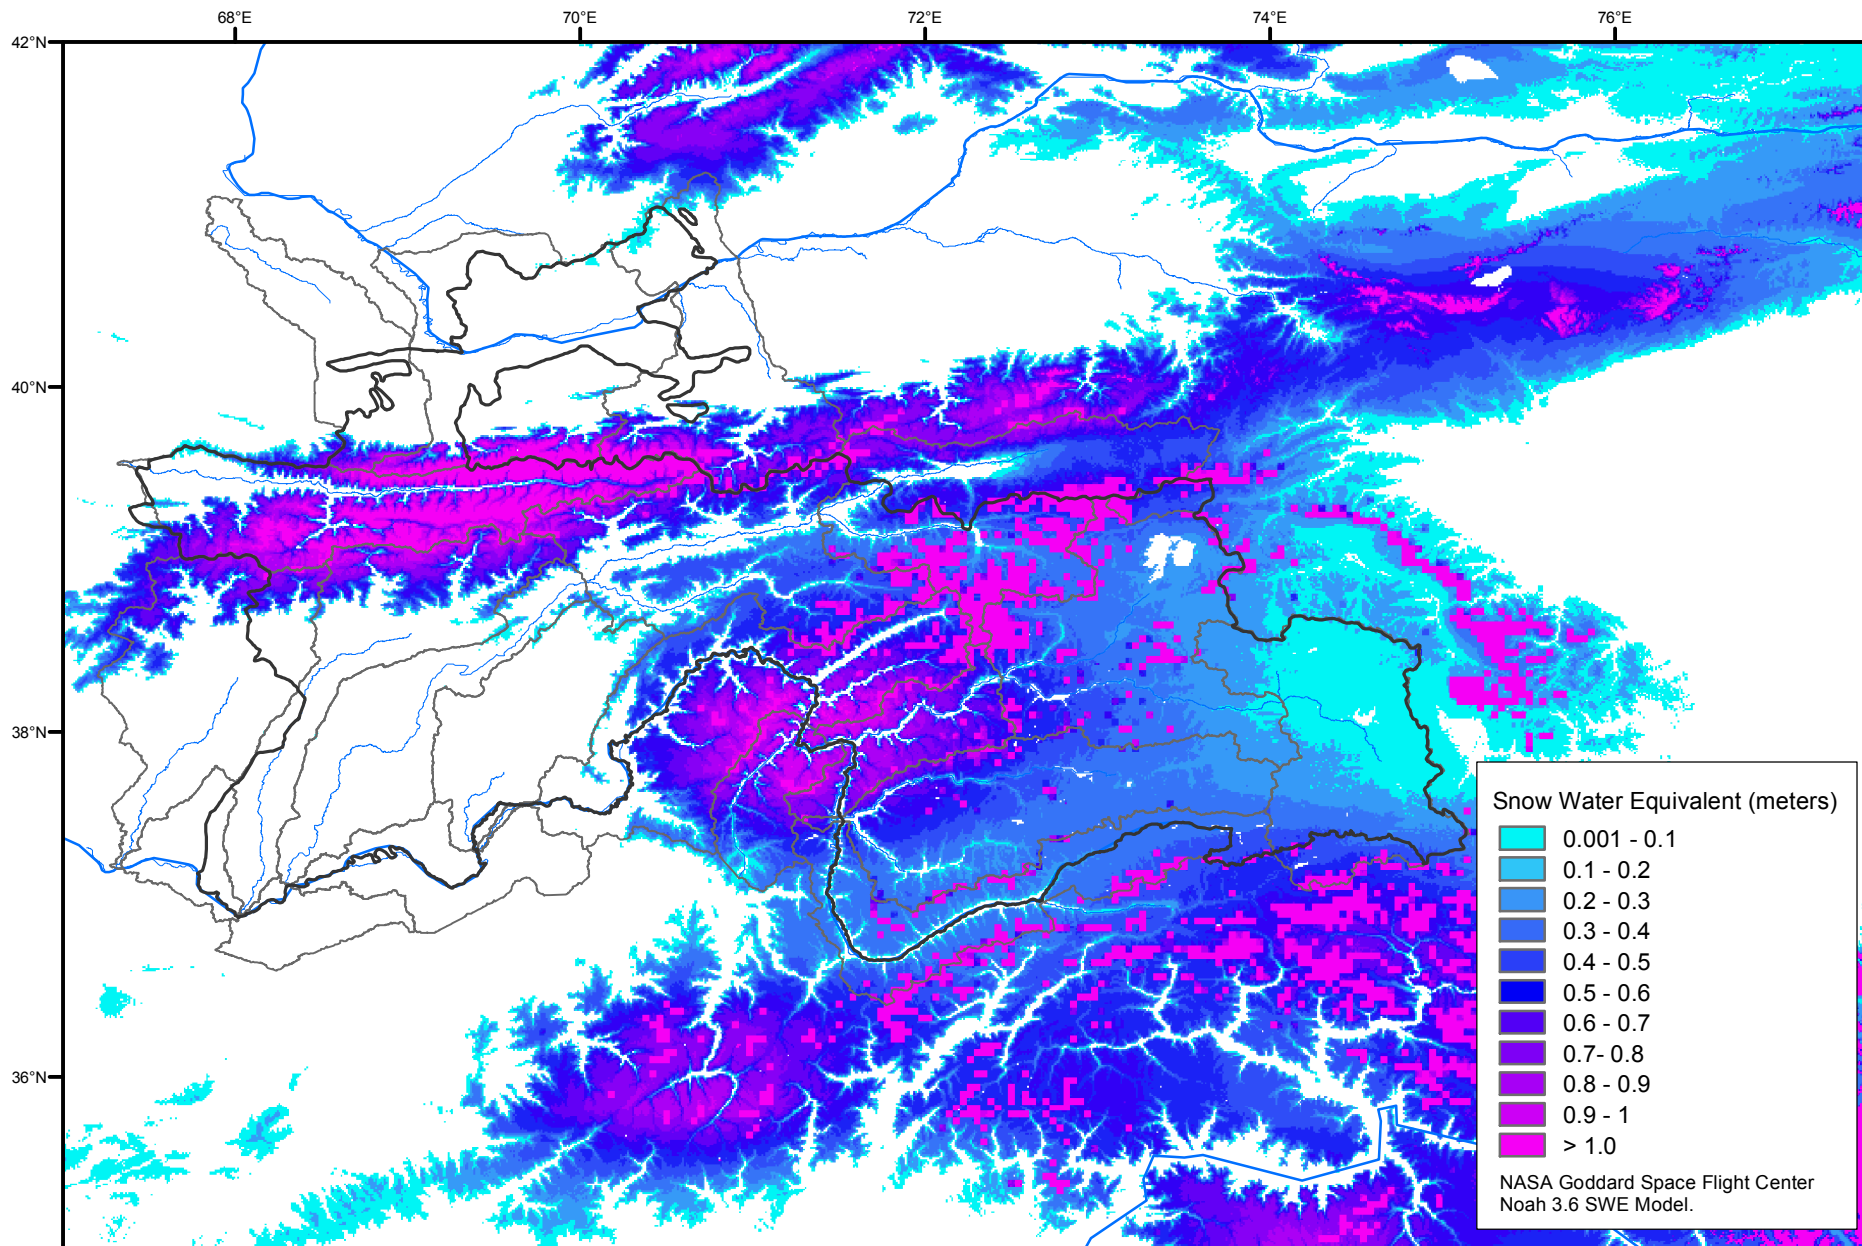 68°E 70°E 72°E 74°E 76°E
42°N
40°N
38°N
36°N
Snow Water Equivalent (meters)
0.001 - 0.1
0.1 - 0.2
0.2 - 0.3
0.3 - 0.4
0.4 - 0.5
0.5 - 0.6
0.6 - 0.7
0.7- 0.8
0.8 - 0.9
0.9 - 1
> 1.0
NASA Goddard Space Flight Center
Noah 3.6 SWE Model.